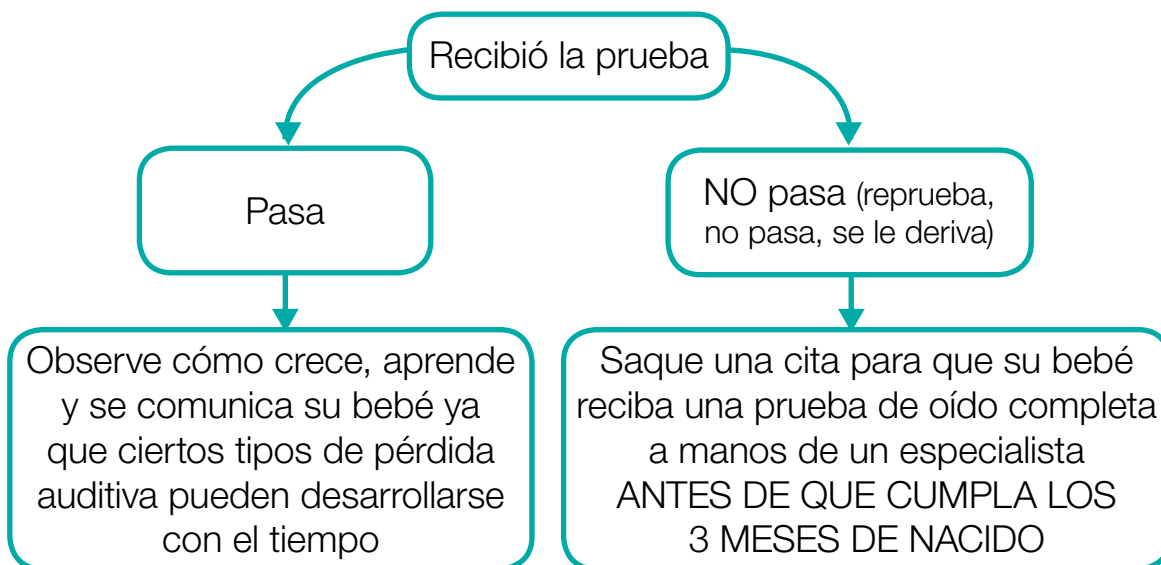 Recibió la prueba
Pasa
NO pasa (reprueba,
no pasa, se le deriva)
Observe cómo crece, aprende
y se comunica su bebé ya
que ciertos tipos de pérdida
auditiva pueden desarrollarse
con el tiempo
Saque una cita para que su bebé
reciba una prueba de oído completa
a manos de un especialista
ANTES DE QUE CUMPLA LOS
3 MESES DE NACIDO